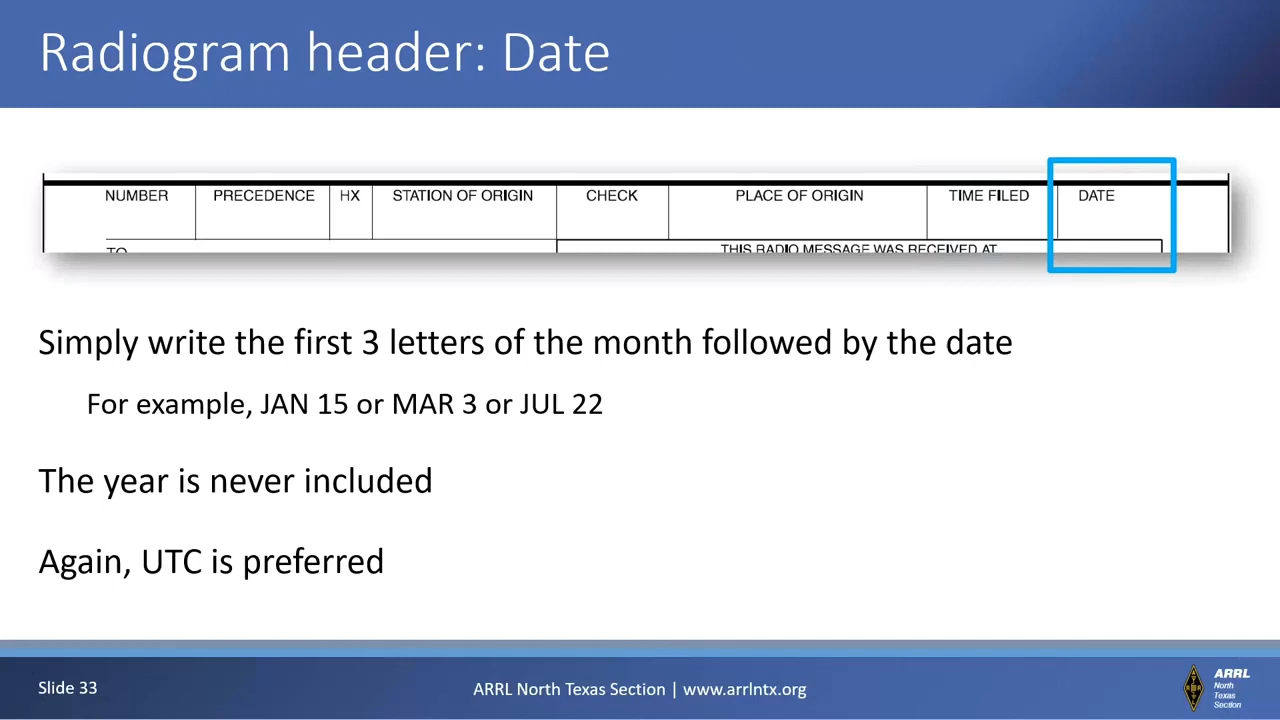 Radiogram header: Date
NUMBER PRECEDENCE HX STATION OF ORIGIN CHECK PLACE OF ORIGIN TIME FILED DATE
TO THIS RADIO MESSAGE WAS RECEIVED AT
Simply write the first 3 letters of the month followed by the date
For example, JAN 15 or MAR 3 or JUL 22
The year is never included
Again, UTC is preferred
Slide 33
ARRL North Texas Section | www.arrlntx.org
ARRL
North
Texas
Section